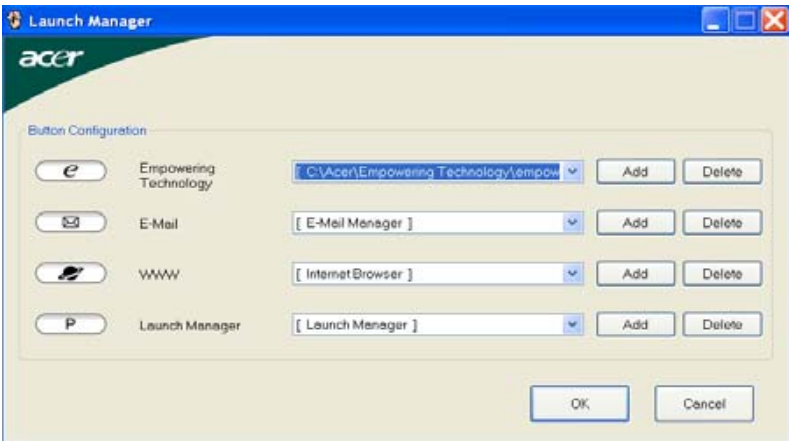 Launch Manager
acer
Button Configuration
e Empowering Technology [ C:\Acer\Empowering Technology\empow Add Delete
E-Mail [ E-Mail Manager ] Add Delete
WWW [ Internet Browser ] Add Delete
P Launch Manager [ Launch Manager ] Add Delete
OK Cancel